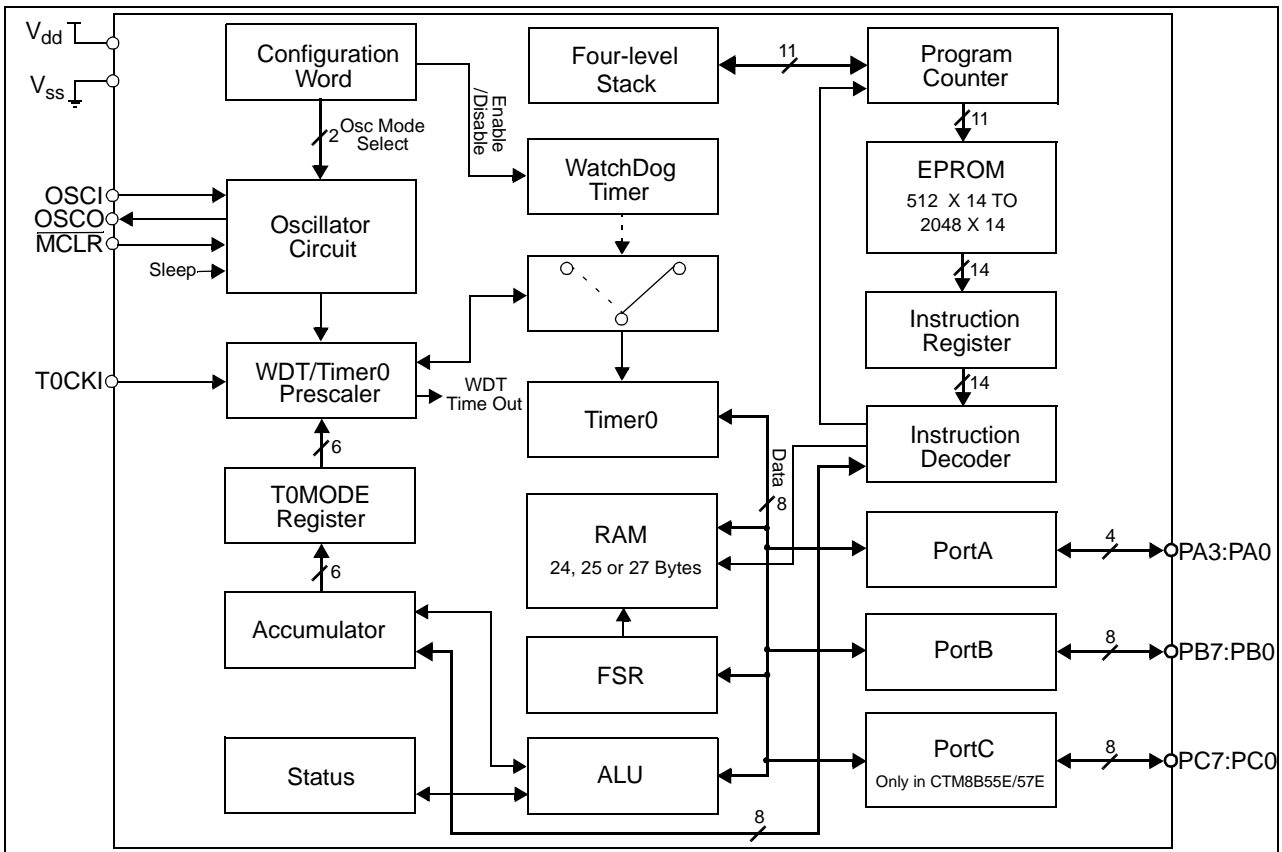 Vdd
Vss
Configuration
Word
Enable
/Disable
2
Osc Mode
Select
Four-level
Stack
11
Program
Counter
11
WatchDog
Timer
EPROM
512 X 14 TO
2048 X 14
OSCI
OSCO
MCLR
Sleep
Oscillator
Circuit
14
Instruction
Register
14
T0CKI
WDT/Timer0
Prescaler
WDT
Time Out
Timer0
Instruction
Decoder
6
Data
8
T0MODE
Register
RAM
24, 25 or 27 Bytes
PortA
4
PA3:PA0
6
Accumulator
FSR
PortB
8
PB7:PB0
Status
ALU
PortC
Only in CTM8B55E/57E
8
PC7:PC0
8